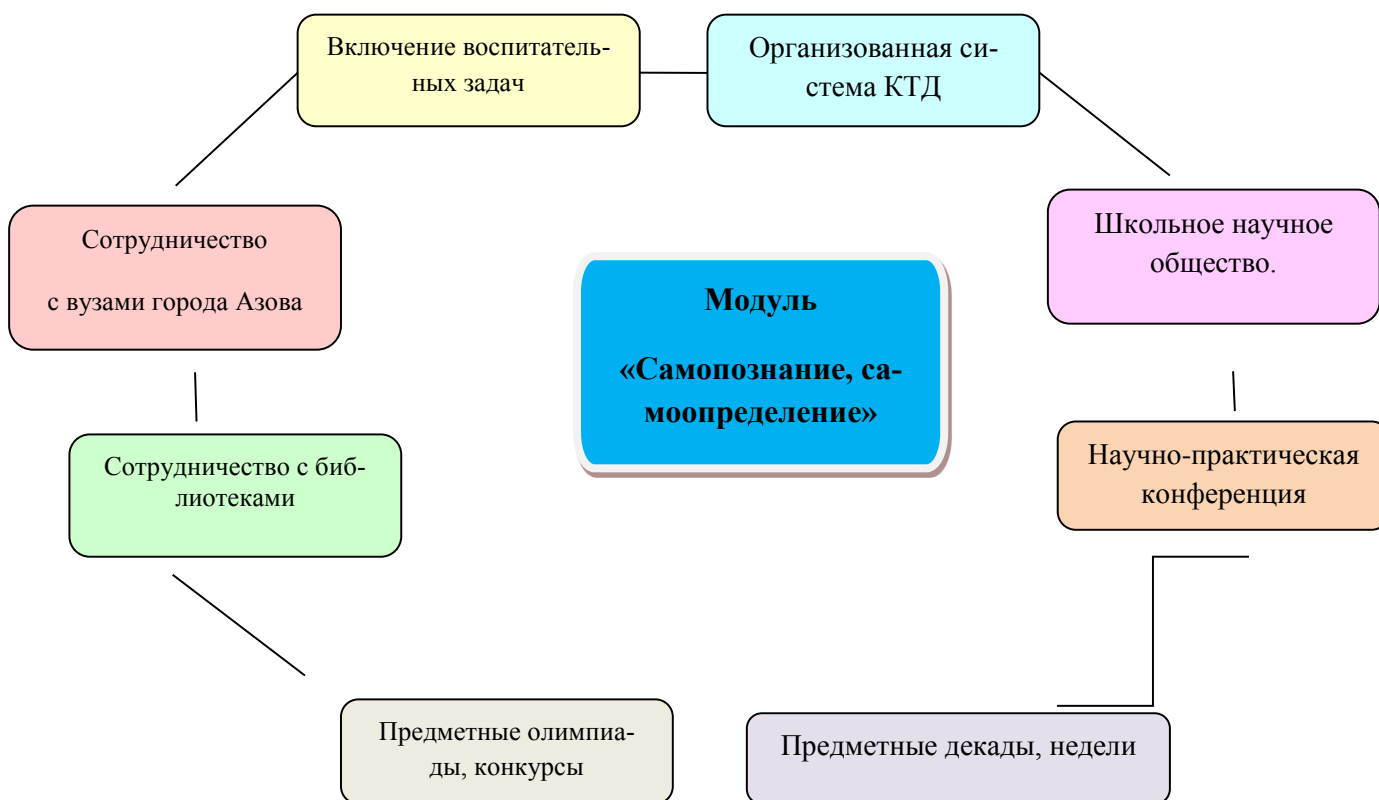 Включение воспитатель-
ных задач
Организованная си-
стема КТД
Сотрудничество
с вузами города Азова
Школьное научное
общество.
Модуль
«Самопознание, са-
моопределение»
Сотрудничество с биб-
лиотеками
Научно-практическая
конференция
Предметные олимпиа-
ды, конкурсы
Предметные декады, недели